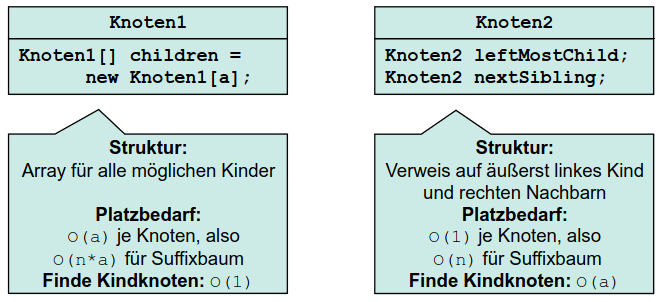 Knoten1
Knoten1[] children =
new Knoten1[a];
Struktur:
Array für alle möglichen Kinder
Platzbedarf:
O(a) je Knoten, also
O(n*a) für Suffixbaum
Finde Kindknoten: O(1)
Knoten2
Knoten2 leftMostChild;
Knoten2 nextSibling;
Struktur:
Verweis auf äußerst linkes Kind
und rechten Nachbarn
Platzbedarf:
O(1) je Knoten, also
O(n) für Suffixbaum
Finde Kindknoten: O(a)